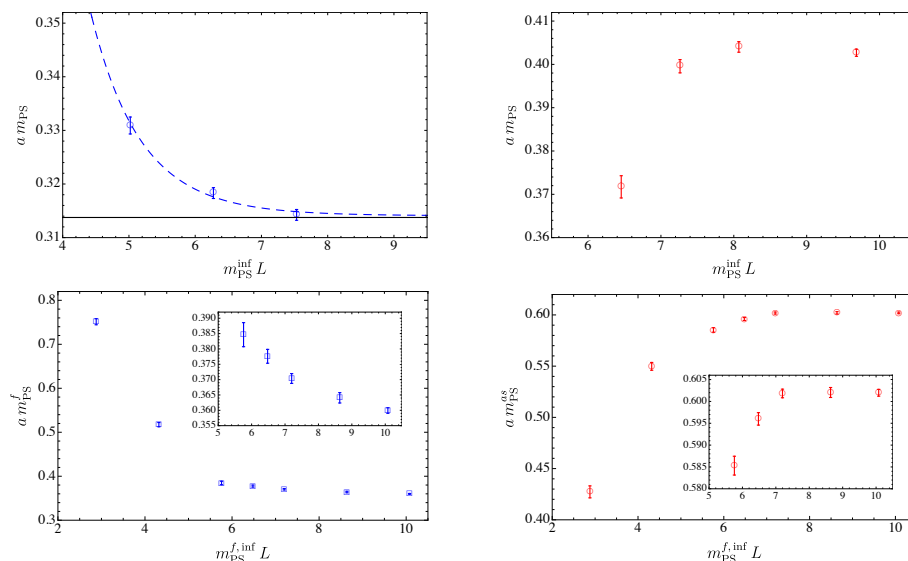 0.35
0.34
0.33
0.32
0.31
4 5 6 7 8 9
a m_PS
m_PS^inf L
0.41
0.40
0.39
0.38
0.37
0.36
6 7 8 9 10
a m_PS
m_PS^inf L
0.8
0.7
0.6
0.5
0.4
0.3
2 4 6 8 10
a m_PS^f
m_PS^{f, inf} L
0.385
0.380
0.375
0.370
0.365
0.360
0.355
5 6 7 8 9 10
0.60
0.55
0.50
0.45
0.40
2 4 6 8 10
a m_PS^{as}
m_PS^{f, inf} L
0.605
0.600
0.595
0.590
0.585
0.580
5 6 7 8 9 10